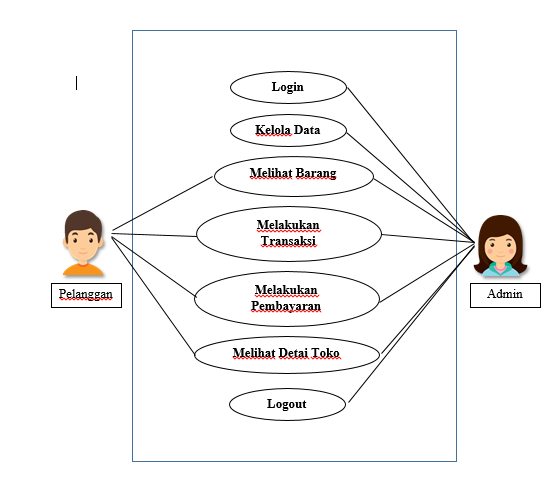 Login
Kelola Data
Melihat Barang
Melakukan
Transaksi
Pelanggan
Admin
Melakukan
Pembayaran
Melihat Detai Toko
Logout